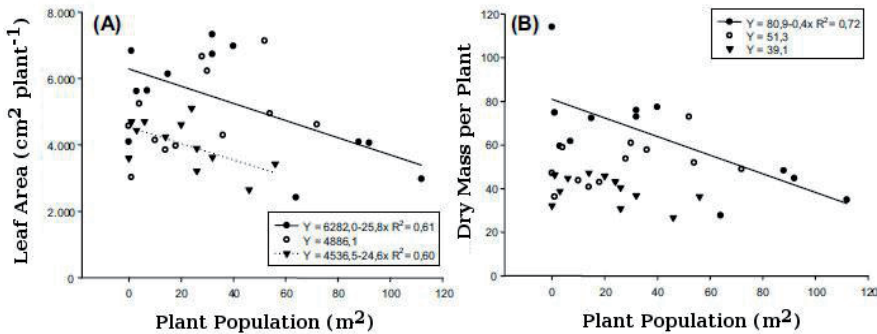 (A)
8.000
6.000
4.000
2.000
0
Leaf Area (cm² plant⁻¹)
Y = 6282,0-25,8x R² = 0,61
Y = 4886,1
Y = 4536,5-24,6x R² = 0,60
0 20 40 60 80 100 120
Plant Population (m²)
(B)
120
100
80
60
40
20
0
Dry Mass per Plant
Y = 80,9-0,4x R² = 0,72
Y = 51,3
Y = 39,1
0 20 40 60 80 100 120
Plant Population (m²)